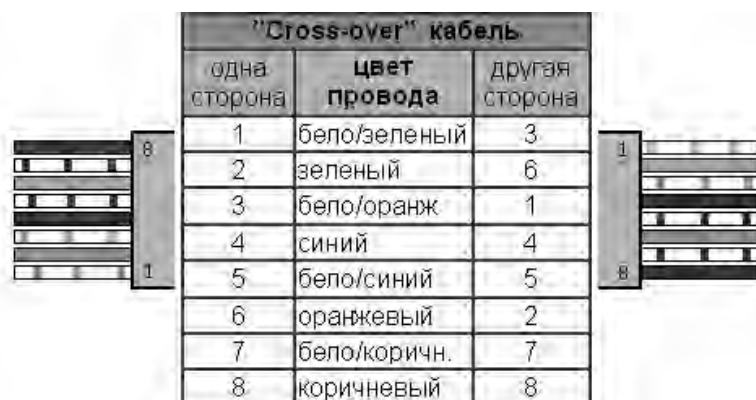 "Cross-over" кабель
одна сторона цвет провода другая сторона
1 бело/зеленый 3
2 зеленый 6
3 бело/оранж 1
4 синий 4
5 бело/синий 5
6 оранжевый 2
7 бело/коричн. 7
8 коричневый 8
8
1
1
8